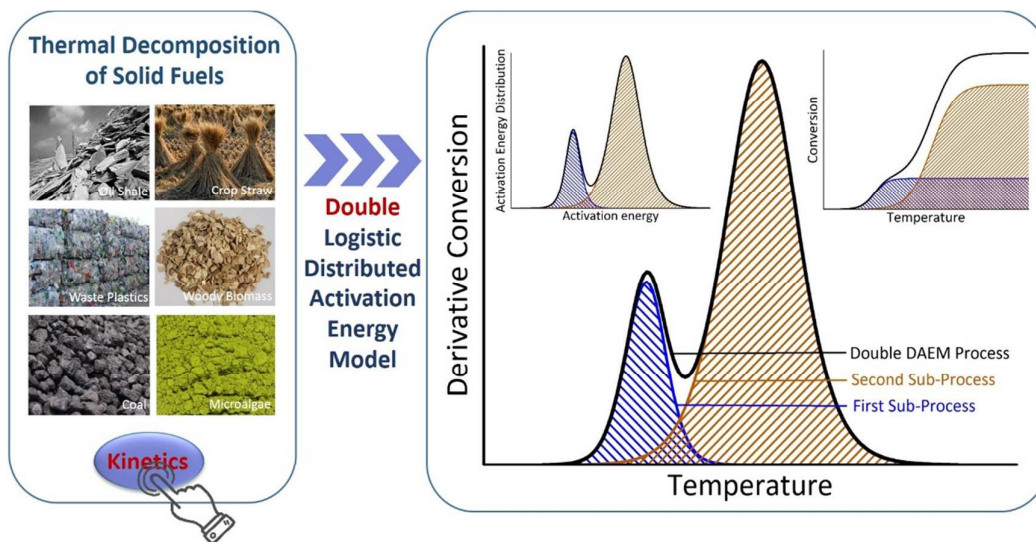 Thermal Decomposition
of Solid Fuels
Oil Shale
Crop Straw
Waste Plastics
Woody Biomass
Coal
Microalgae
Kinetics
Double
Logistic
Distributed
Activation
Energy
Model
Derivative Conversion
Temperature
Activation Energy Distribution
Activation energy
Conversion
Temperature
Double DAEM Process
Second Sub-Process
First Sub-Process